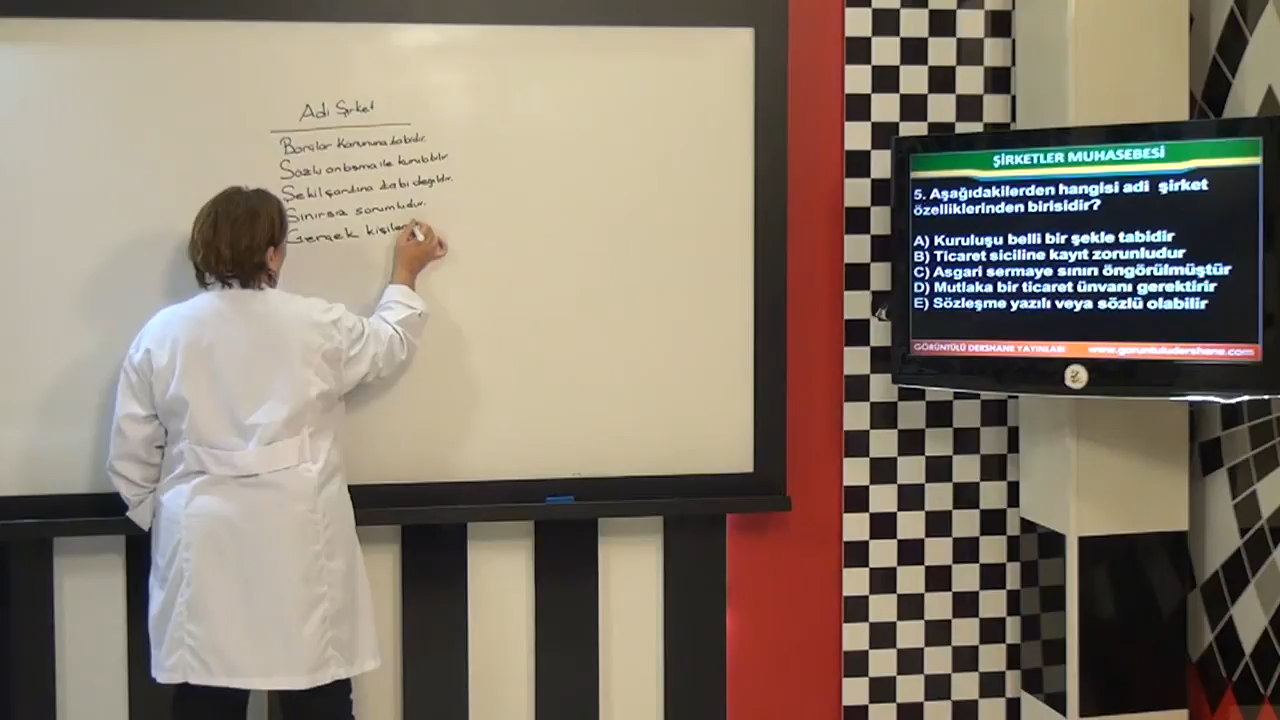 Adi Şirket
Borçlar Kanununa tabidir.
Sözlü anlaşma ile kurulabilir.
Şekil şartına tabi değildir.
Sınırsız sorumludur.
Gerçek kişiler
ŞİRKETLER MUHASEBESİ
5. Aşağıdakilerden hangisi adi şirket
özelliklerinden birisidir?
A) Kuruluşu belli bir şekle tabidir
B) Ticaret siciline kayıt zorunludur
C) Asgari sermaye sınırı öngörülmüştür
D) Mutlaka bir ticaret ünvanı gerektirir
E) Sözleşme yazılı veya sözlü olabilir
GÖRÜNTÜLÜ DERSHANE YAYINLARI www.goruntuludershane.com